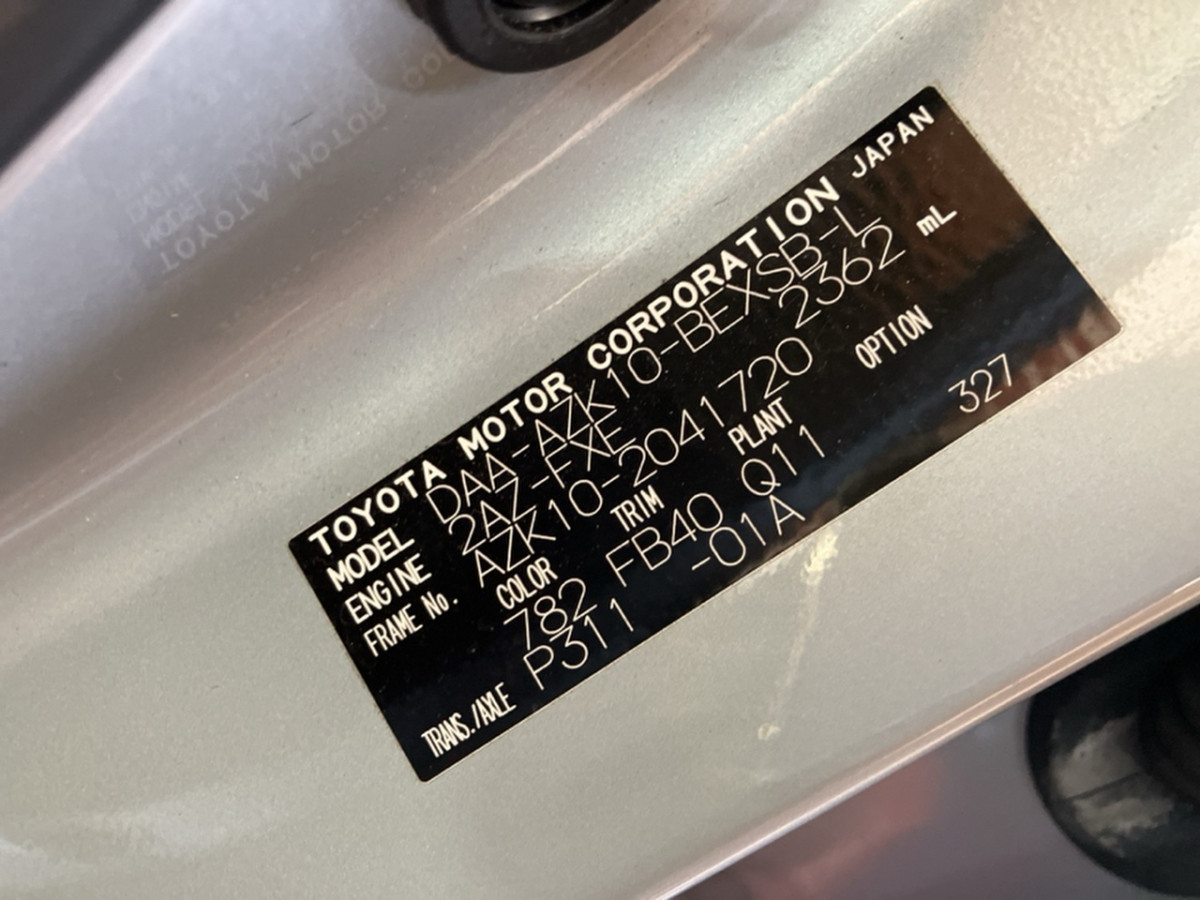 TOYOTA MOTOR CORPORATION JAPAN
MODEL DAA-AZK10-BEXSB-L
ENGINE 2AZ-FXE 2362 mL
FRAME No. AZK10-2041720
COLOR TRIM PLANT OPTION
782 FB40 Q11 327
TRANS./AXLE P311 -01A